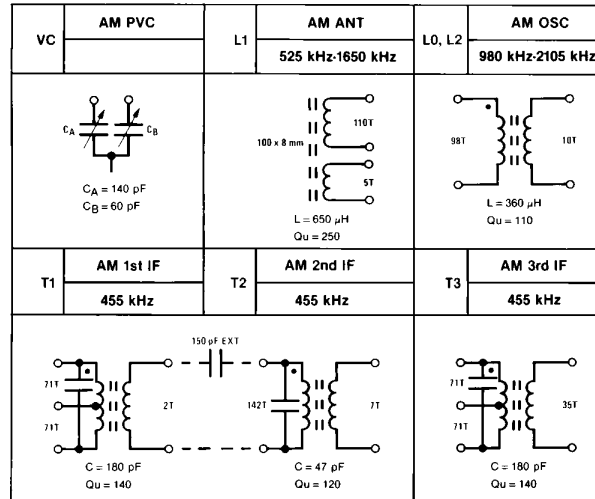 VC
AM PVC
L1
AM ANT
525 kHz-1650 kHz
L0, L2
AM OSC
980 kHz-2105 kHz
CA
CB
CA = 140 pF
CB = 60 pF
100 x 8 mm
110T
5T
L = 650 µH
Qu = 250
98T
10T
L = 360 µH
Qu = 110
T1
AM 1st IF
455 kHz
T2
AM 2nd IF
455 kHz
T3
AM 3rd IF
455 kHz
71T
71T
2T
C = 180 pF
Qu = 140
150 pF EXT
142T
7T
C = 47 pF
Qu = 120
71T
71T
35T
C = 180 pF
Qu = 140